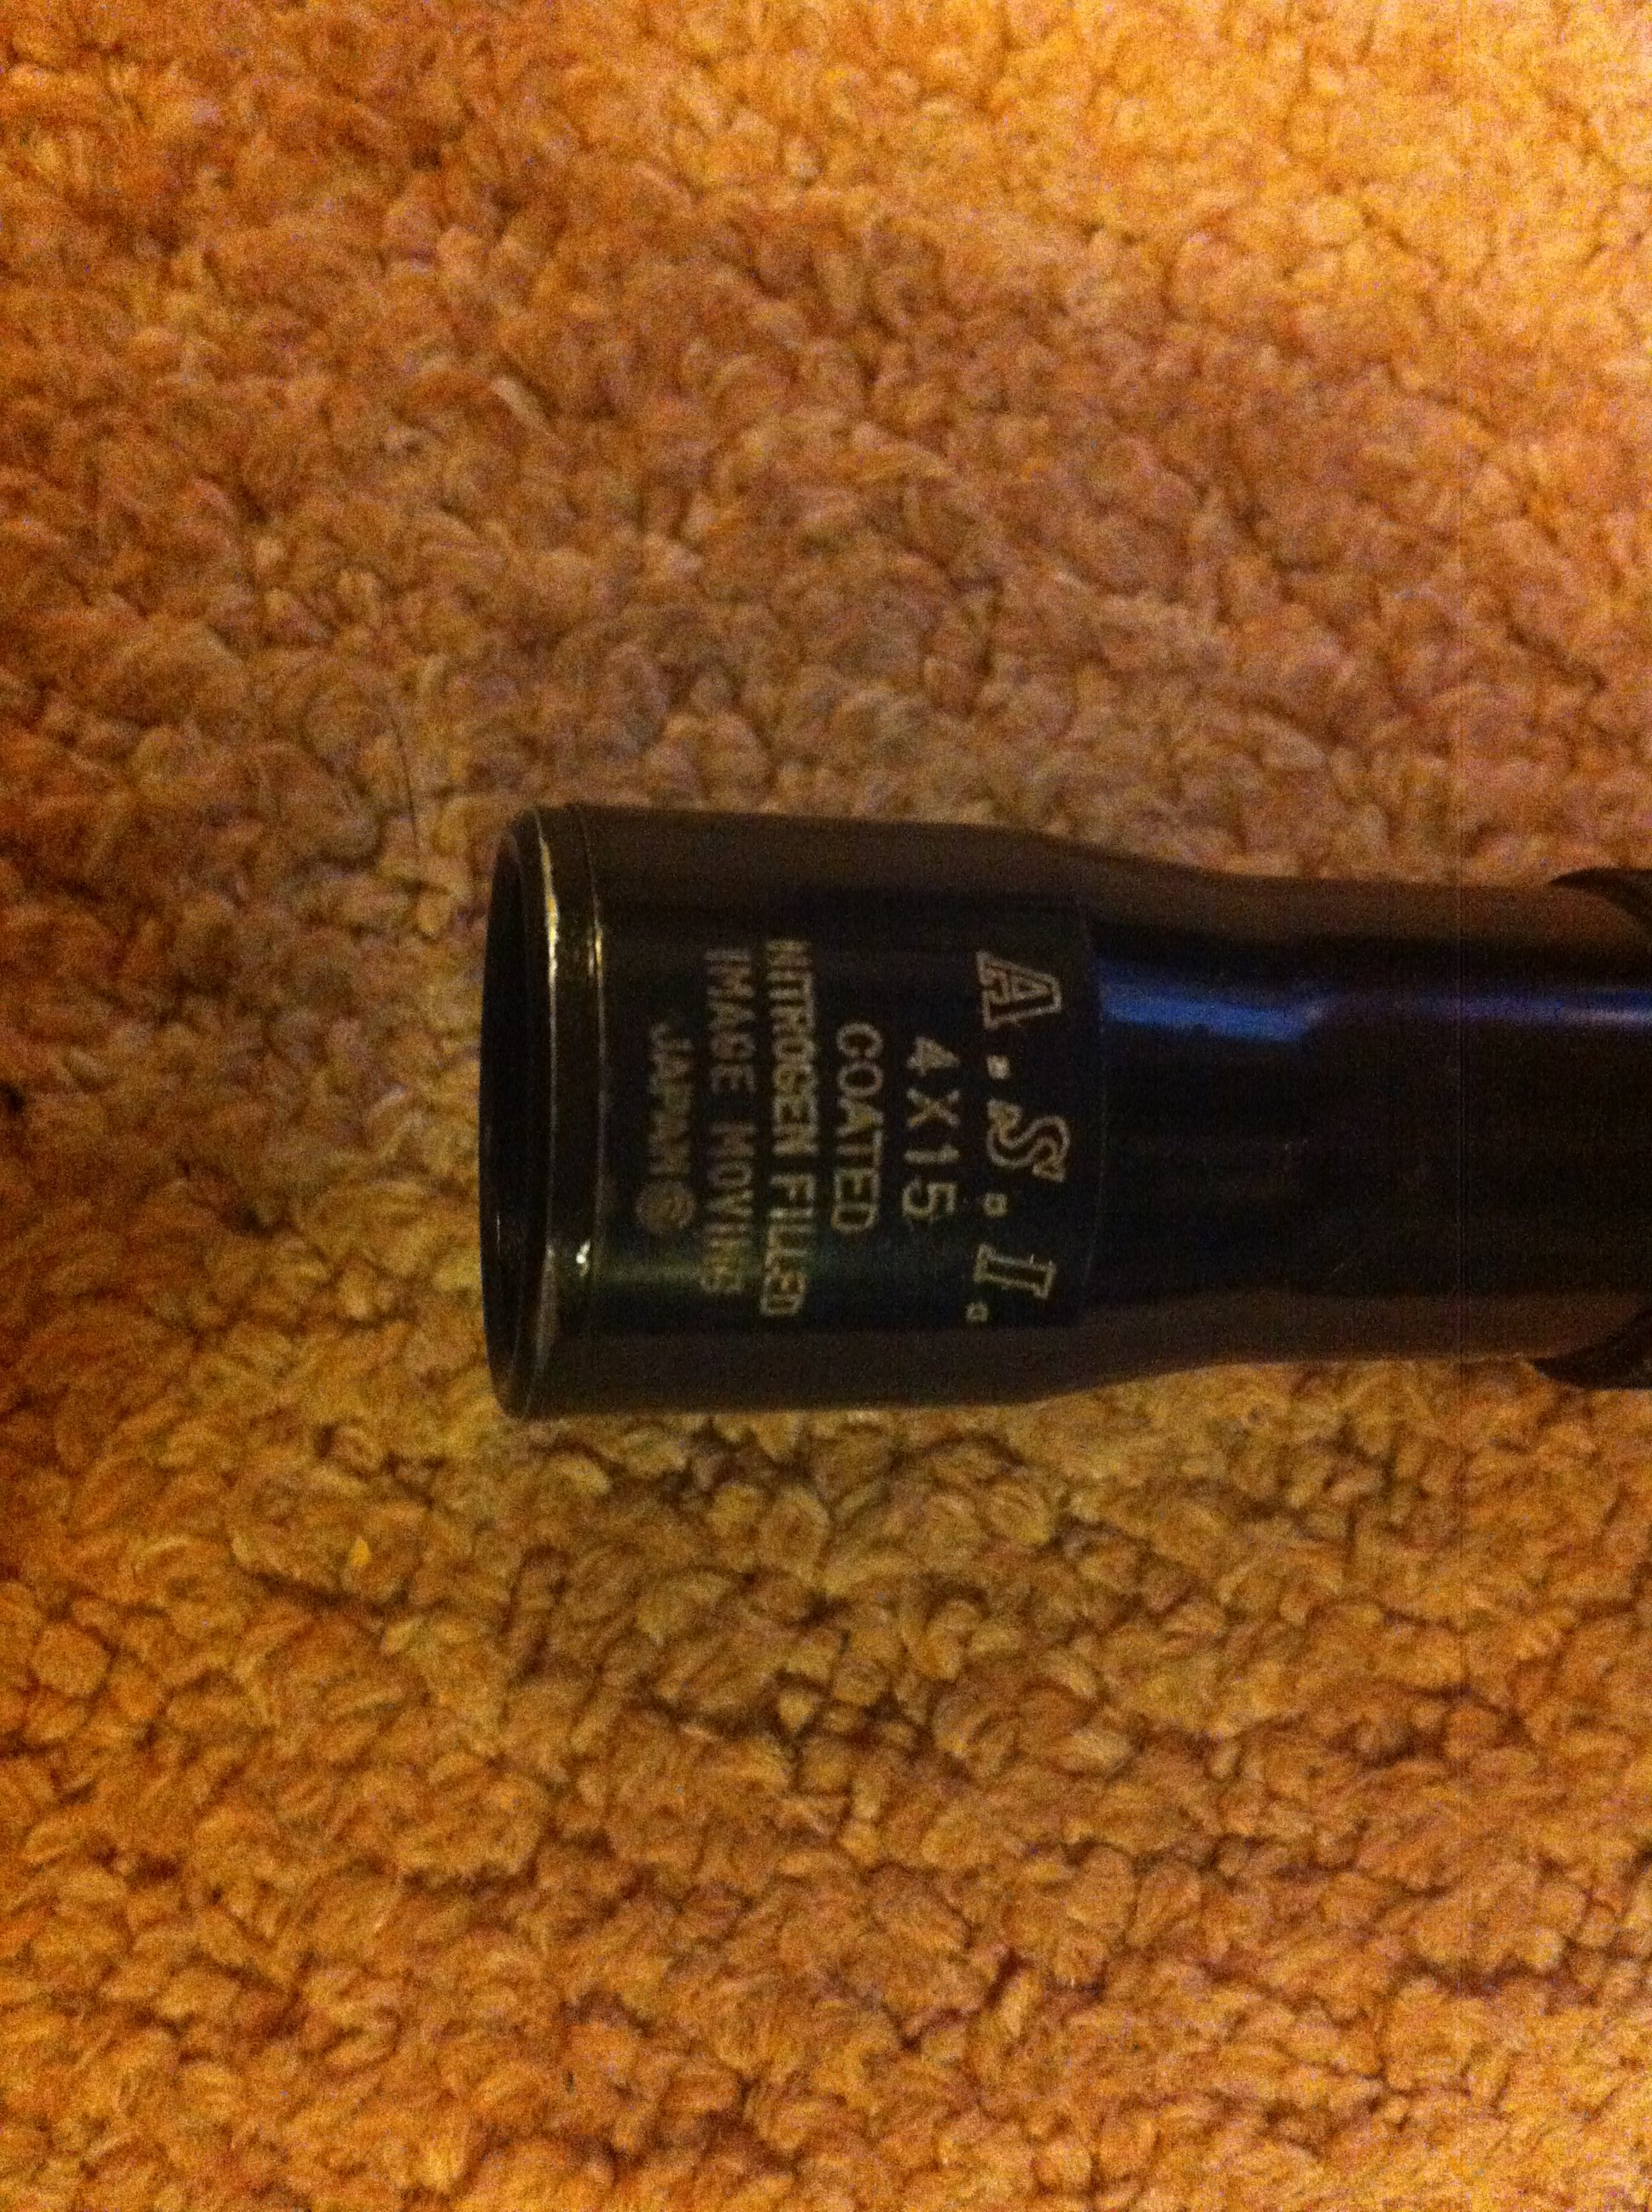 A.S.I.
4X15
COATED
NITROGEN FILLED
IMAGE MOVING
JAPAN